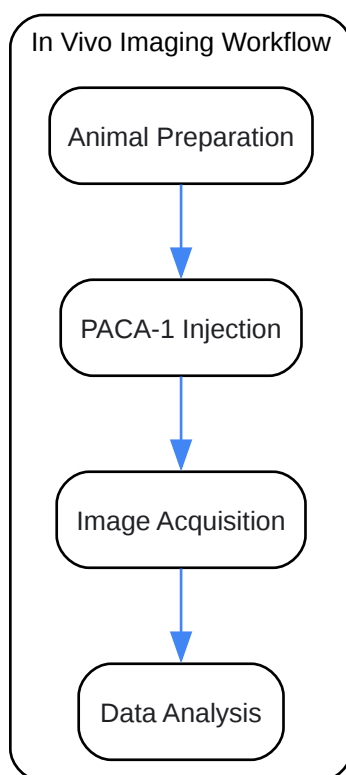 In Vivo Imaging Workflow
Animal Preparation
PACA-1 Injection
Image Acquisition
Data Analysis